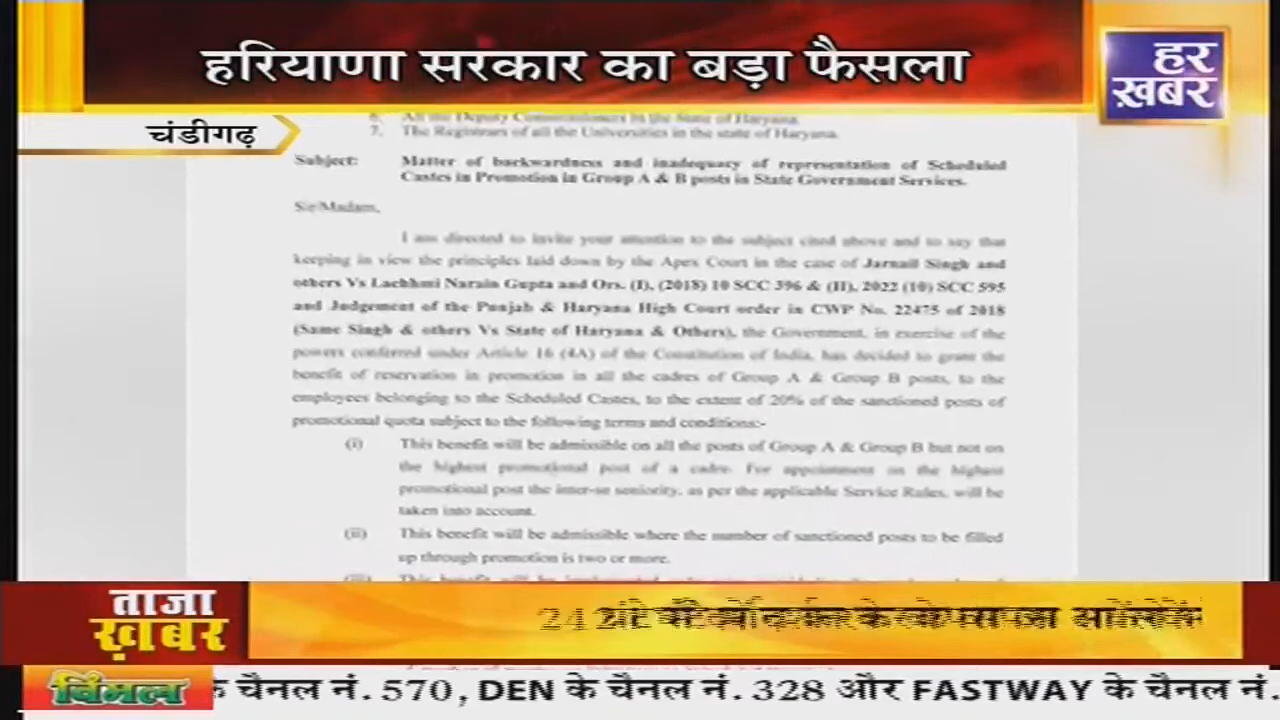 हरियाणा सरकार का बड़ा फैसला
हर
ख़बर
चंडीगढ़
6. All the Deputy Commissioners in the State of Haryana.
7. The Registrars of all the Universities in the state of Haryana.
Subject: Matter of backwardness and inadequacy of representation of Scheduled
Castes in Promotion in Group A & B posts in State Government Services.
Sir/Madam,
I am directed to invite your attention to the subject cited above and to say that
keeping in view the principles laid down by the Apex Court in the case of Jarnail Singh and
others Vs Lachhmi Narain Gupta and Ors. (I), (2018) 10 SCC 396 & (II), 2022 (10) SCC 595
and Judgement of the Punjab & Haryana High Court order in CWP No. 22475 of 2018
(Same Singh & others Vs State of Haryana & Others), the Government, in exercise of the
powers conferred under Article 16 (4A) of the Constitution of India, has decided to grant the
benefit of reservation in promotion in all the cadres of Group A & Group B posts, to the
employees belonging to the Scheduled Castes, to the extent of 20% of the sanctioned posts of
promotional quota subject to the following terms and conditions:-
(i) This benefit will be admissible on all the posts of Group A & Group B but not on
the highest promotional post of a cadre. For appointment on the highest
promotional post the inter-se seniority, as per the applicable Service Rules, will be
taken into account.
(ii) This benefit will be admissible where the number of sanctioned posts to be filled
up through promotion is two or more.
ताजा
ख़बर
24
विमल
के चैनल नं. 570, DEN के चैनल नं. 328 और FASTWAY के चैनल नं.